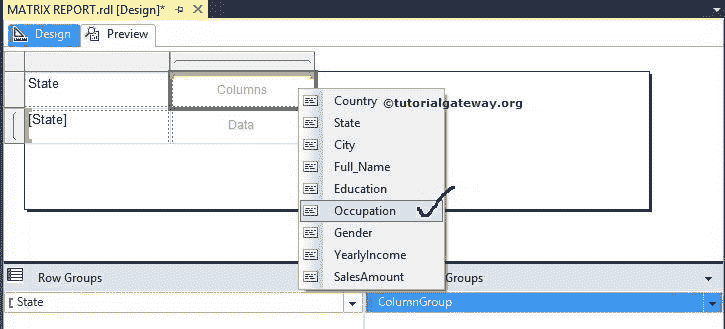 MATRIX REPORT.rdl [Design]*
Design Preview
State Columns
[State] Data
Country ©tutorialgateway.org
State
City
Full_Name
Education
Occupation
Gender
YearlyIncome
SalesAmount
Row Groups Groups
[ State ColumnGroup